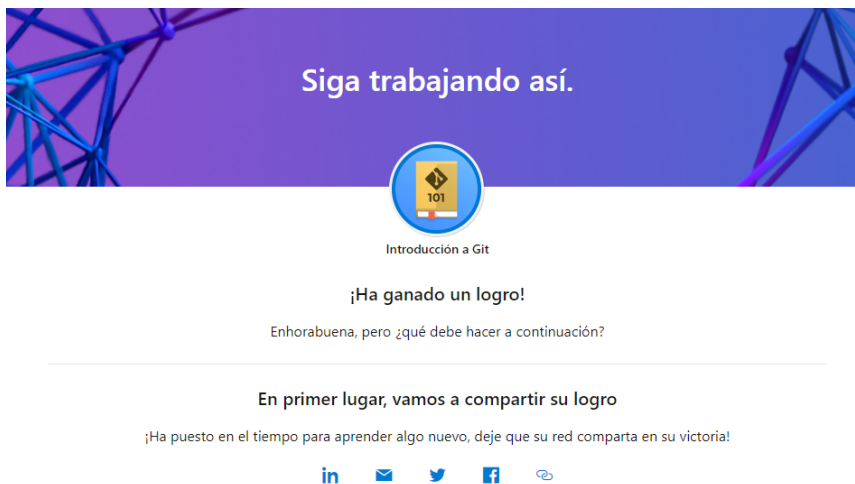 Siga trabajando así.
101
Introducción a Git
¡Ha ganado un logro!
Enhorabuena, pero ¿qué debe hacer a continuación?
En primer lugar, vamos a compartir su logro
¡Ha puesto en el tiempo para aprender algo nuevo, deje que su red comparta en su victoria!
in
f